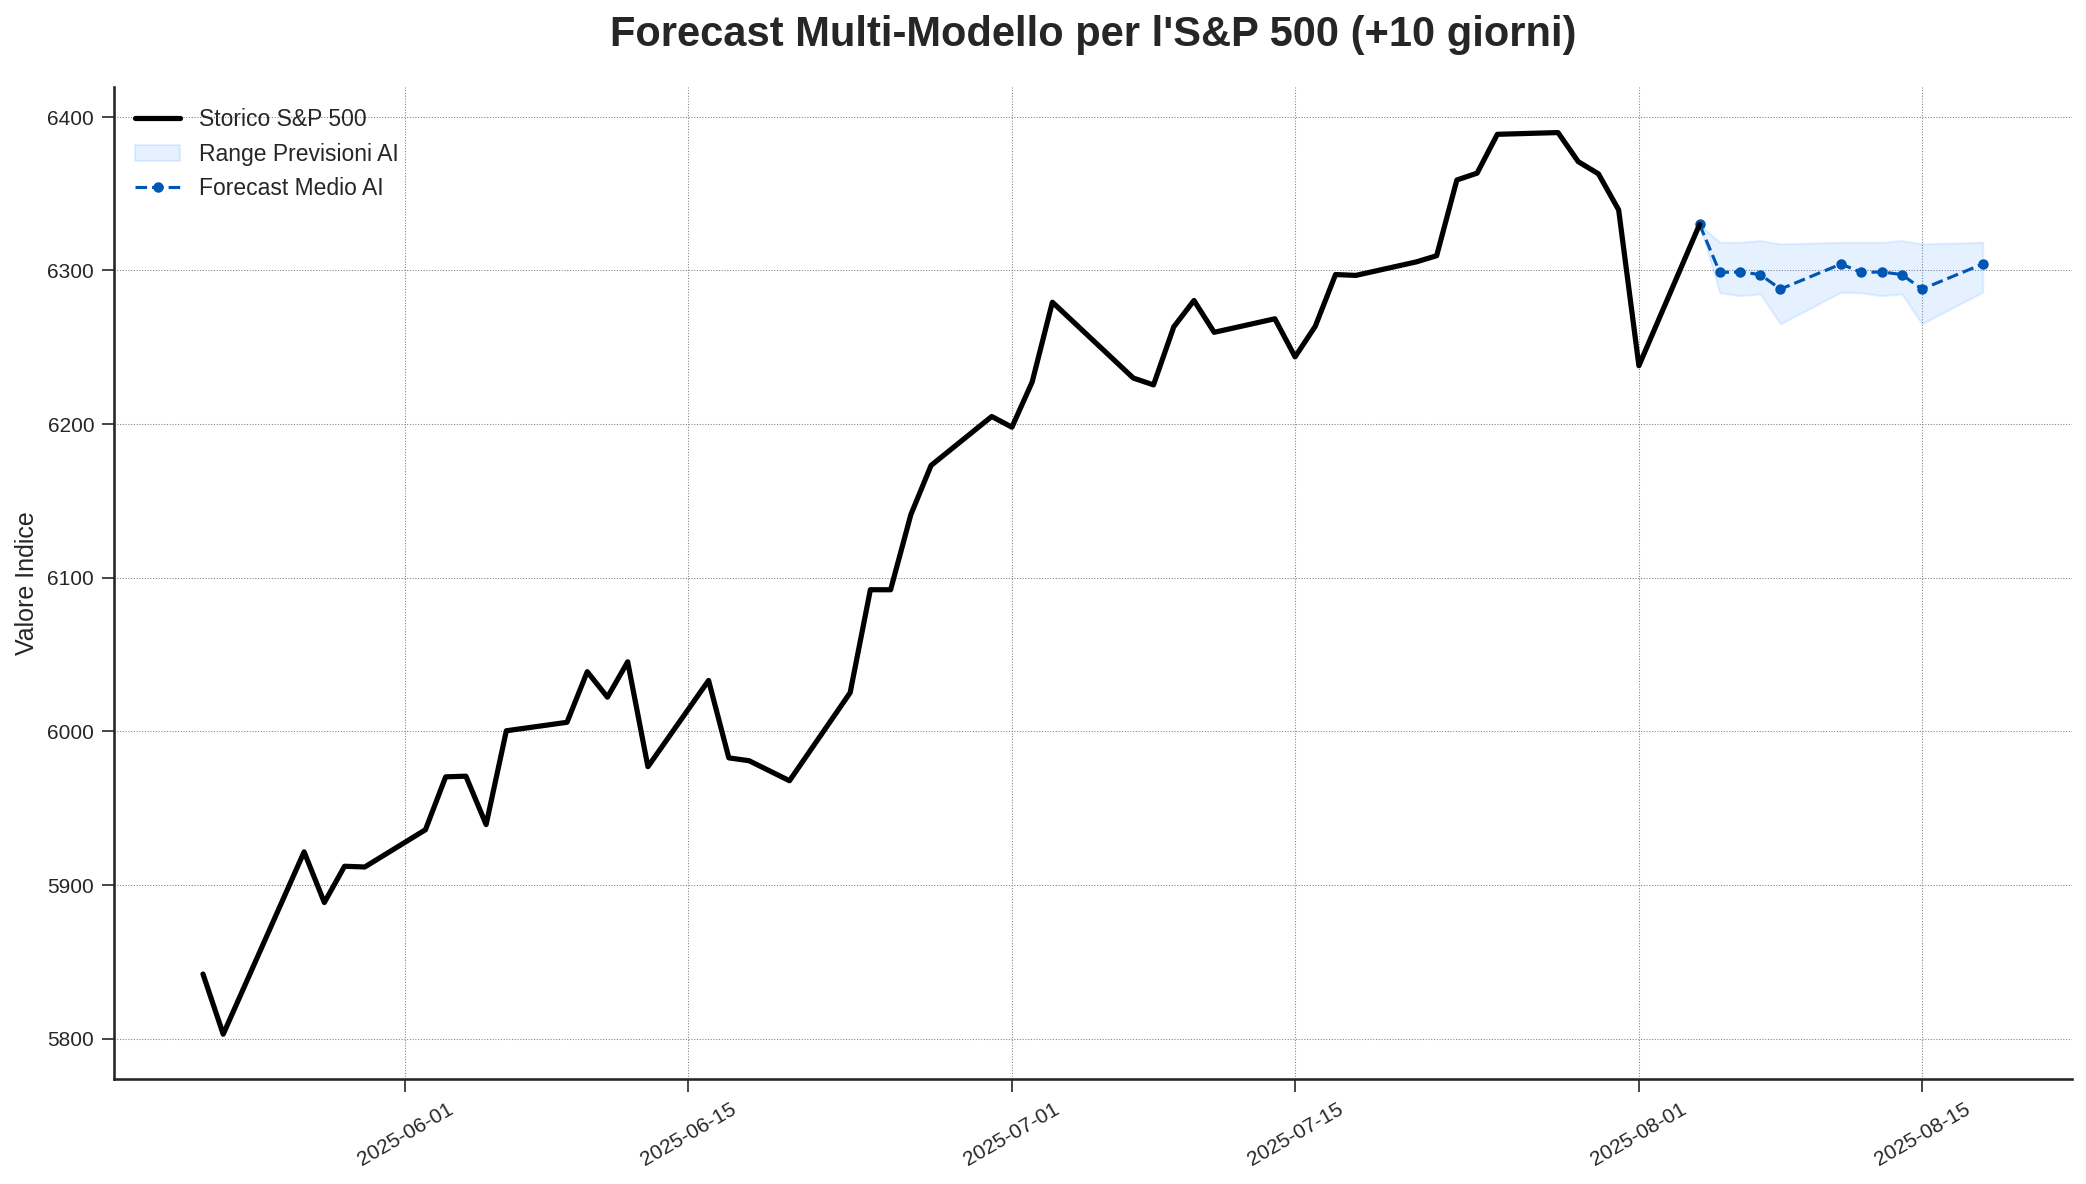 Forecast Multi-Modello per l'S&P 500 (+10 giorni)
Storico S&P 500
Range Previsioni AI
Forecast Medio AI
Valore Indice
6400
6300
6200
6100
6000
5900
5800
2025-06-01
2025-06-15
2025-07-01
2025-07-15
2025-08-01
2025-08-15